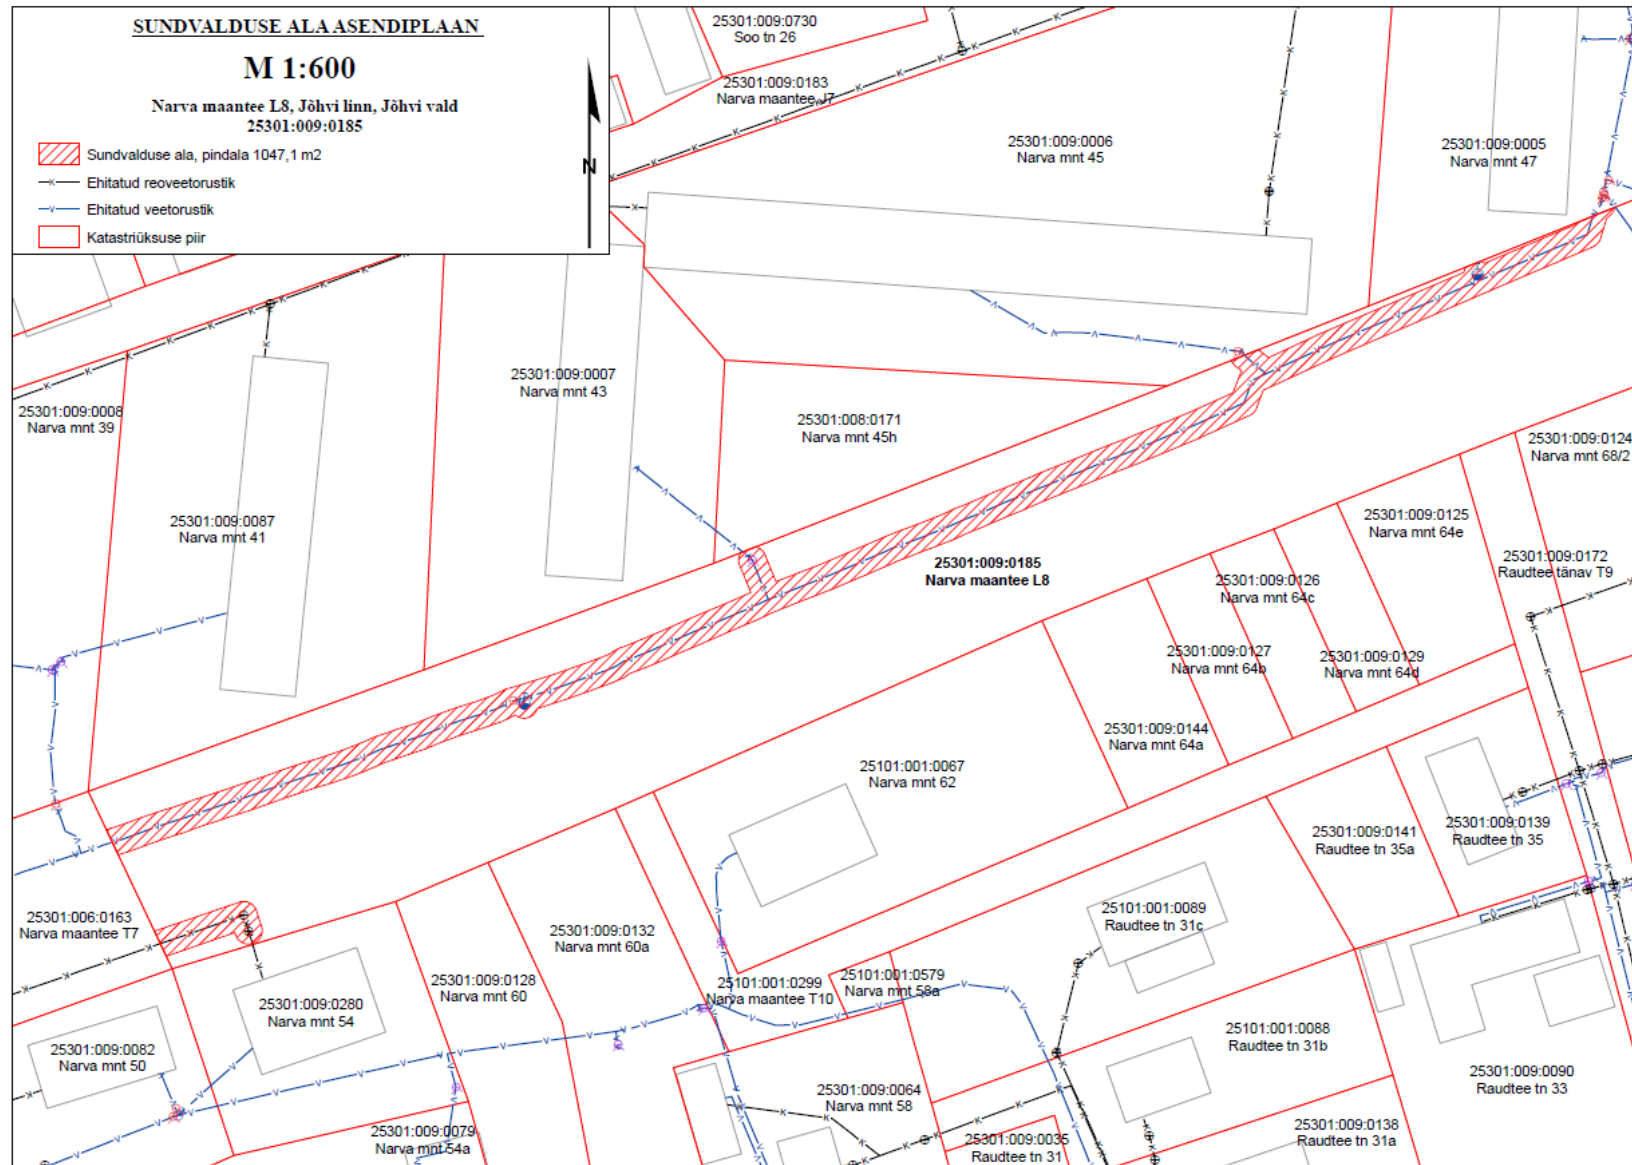 SUNDVALDUSE ALA ASENDIPLAAN
M 1:600
Narva maantee L8, Jõhvi linn, Jõhvi vald
25301:009:0185
Sundvalduse ala, pindala 1047,1 m2
Ehitatud reoveetorustik
Ehitatud veetorustik
Katastriüksuse piir
N
25301:009:0730
Soo tn 26
25301:009:0183
Narva maantee J7
25301:009:0006
Narva mnt 45
25301:009:0005
Narva mnt 47
25301:009:0008
Narva mnt 39
25301:009:0007
Narva mnt 43
25301:008:0171
Narva mnt 45h
25301:009:0124
Narva mnt 68/2
25301:009:0087
Narva mnt 41
25301:009:0125
Narva mnt 64e
25301:009:0185
Narva maantee L8
25301:009:0172
Raudtee tänav T9
25301:009:0126
Narva mnt 64c
25301:009:0127
Narva mnt 64b
25301:009:0129
Narva mnt 64d
25301:009:0144
Narva mnt 64a
25101:001:0067
Narva mnt 62
25301:009:0141
Raudtee tn 35a
25301:009:0139
Raudtee tn 35
25301:006:0163
Narva maantee T7
25301:009:0132
Narva mnt 60a
25101:001:0089
Raudtee tn 31c
25301:009:0128
Narva mnt 60
25101:001:0299
Narva maantee T10
25101:001:0579
Narva mnt 58a
25301:009:0280
Narva mnt 54
25101:001:0088
Raudtee tn 31b
25301:009:0082
Narva mnt 50
25301:009:0090
Raudtee tn 33
25301:009:0064
Narva mnt 58
25301:009:0079
Narva mnt 54a
25301:009:0035
Raudtee tn 31
25301:009:0138
Raudtee tn 31a